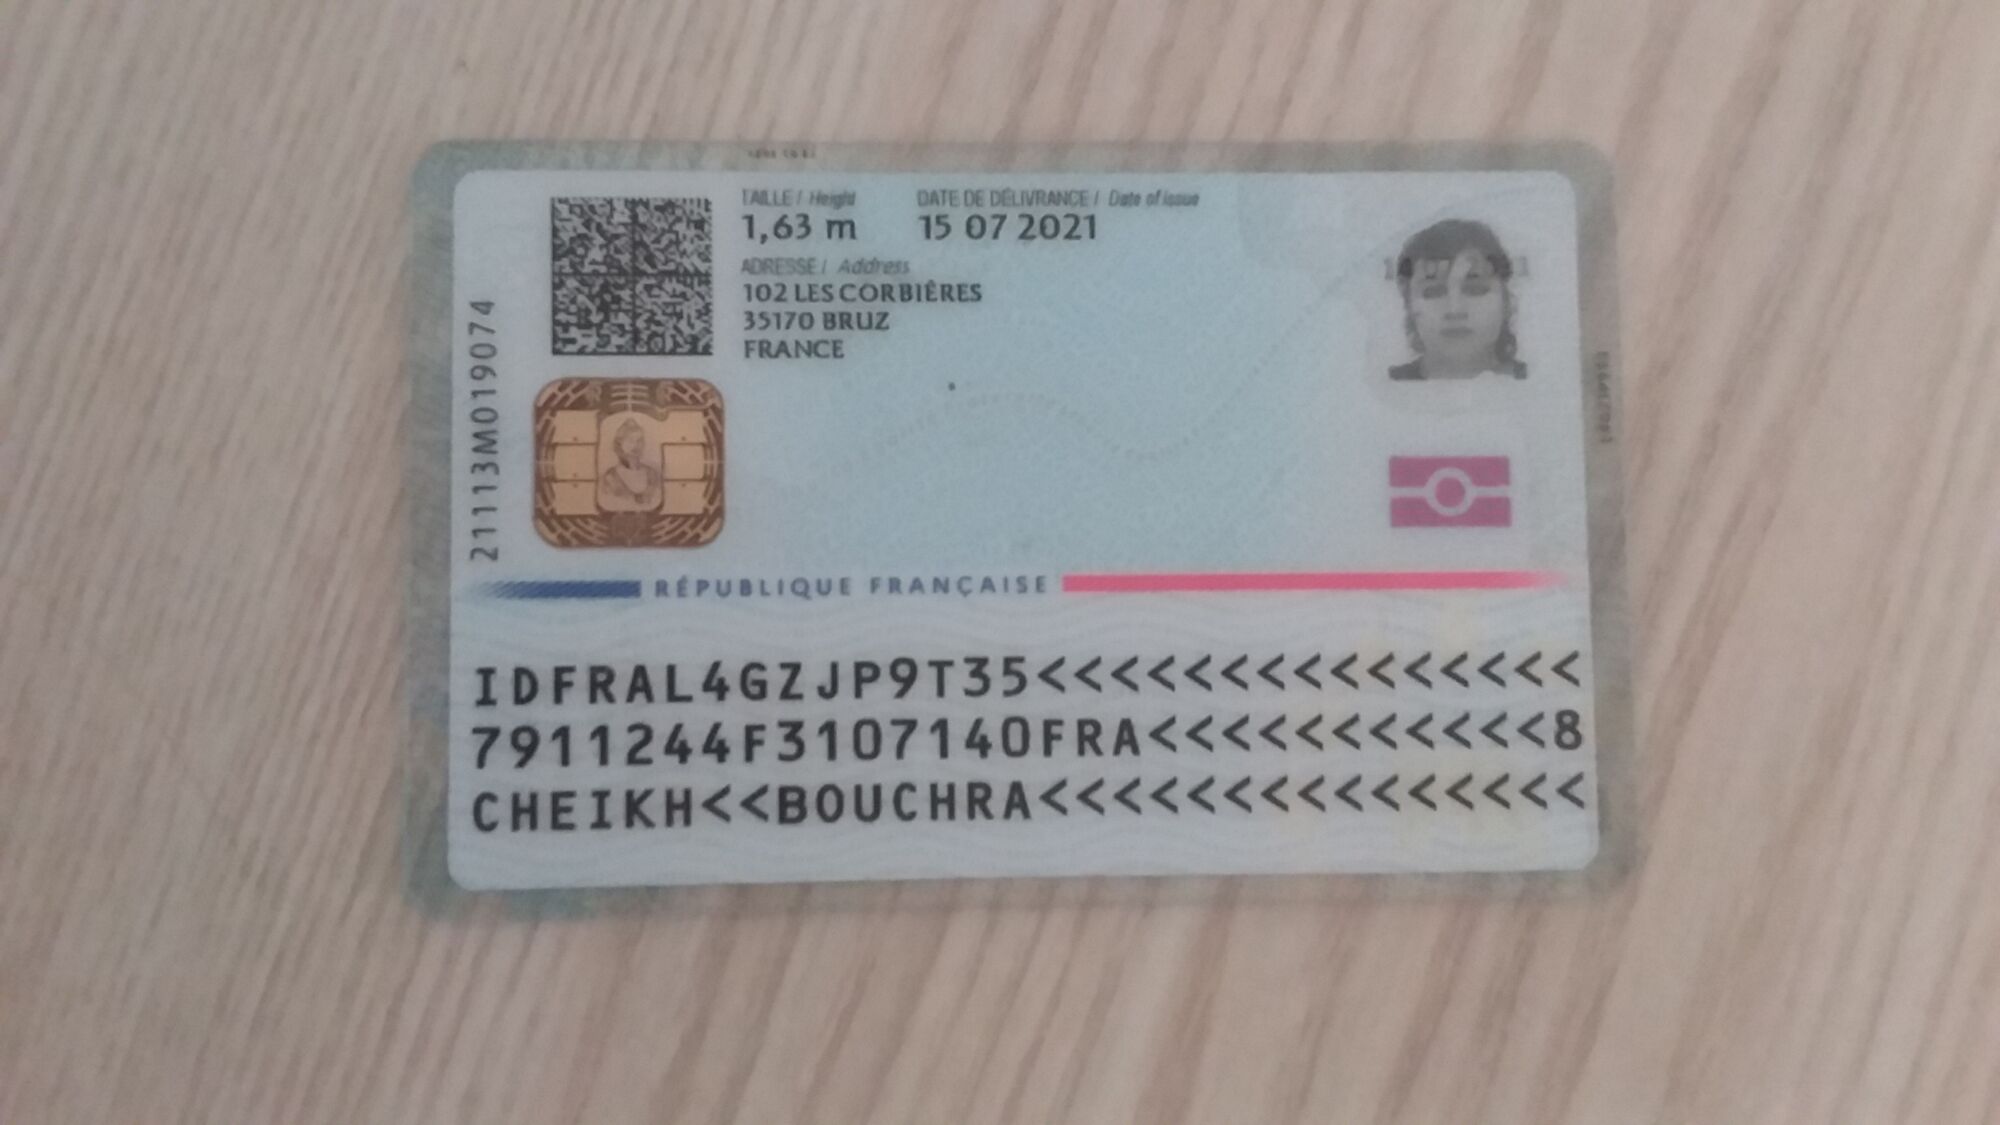 TAILLE / Height
1,63 m
DATE DE DÉLIVRANCE / Date of issue
15 07 2021
ADRESSE / Address
102 LES CORBIÈRES
35170 BRUZ
FRANCE
21113M019074
RÉPUBLIQUE FRANÇAISE
IDFRAL4GZJP9T35<<<<<<<<<<<<<<<
7911244F3107140FRA<<<<<<<<<<<8
CHEIKH<<BOUCHRA<<<<<<<<<<<<<<<